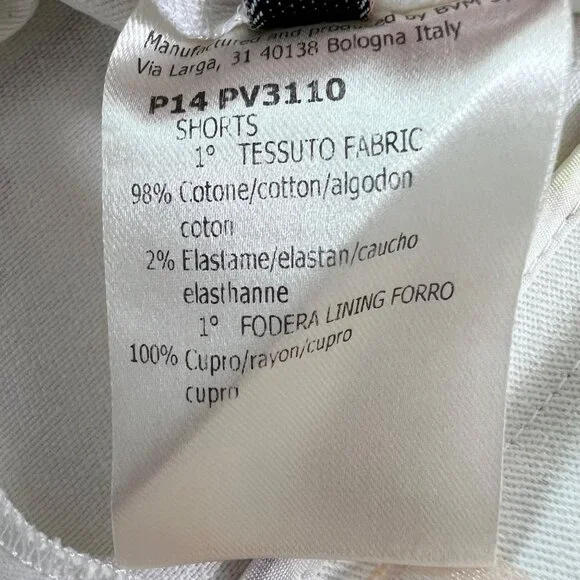 Manufactured and produced by BVM
Via Larga, 31 40138 Bologna Italy
P14 PV3110
SHORTS
1° TESSUTO FABRIC
98% Cotone/cotton/algodon
coton
2% Elastame/elastan/caucho
elasthanne
1° FODERA LINING FORRO
100% Cupro/rayon/cupro
cupro